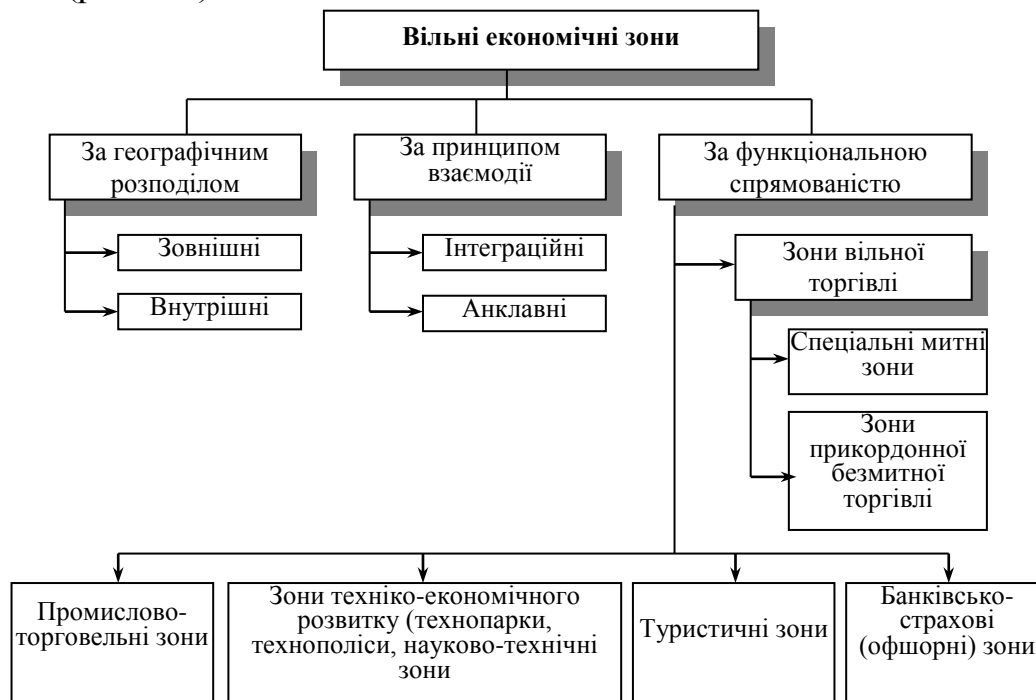 Вільні економічні зони
За географічним
розподілом
Зовнішні
Внутрішні
За принципом
взаємодії
Інтеграційні
Анклавні
За функціональною
спрямованістю
Зони вільної
торгівлі
Спеціальні митні
зони
Зони
прикордонної
безмитної
торгівлі
Промислово-
торговельні зони
Зони техніко-економічного
розвитку (технопарки,
технополіси, науково-технічні
зони
Туристичні зони
Банківсько-
страхові
(офшорні) зони